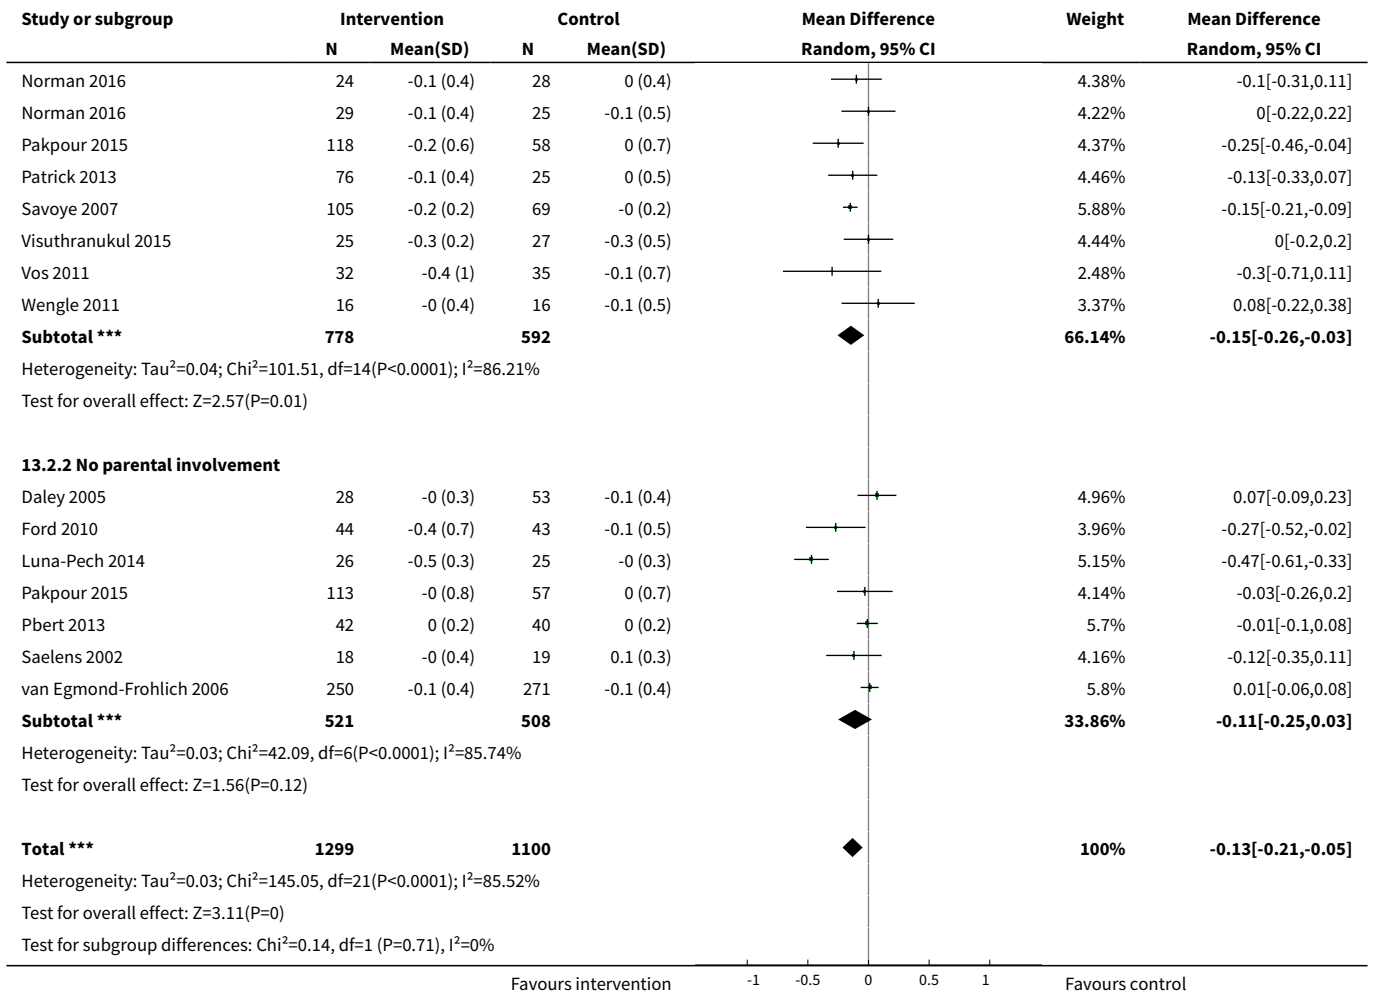 Study or subgroup Intervention Control Mean Difference Weight Mean Difference
N Mean(SD) N Mean(SD) Random, 95% CI Random, 95% CI
Norman 2016 24 -0.1 (0.4) 28 0 (0.4) 4.38% -0.1[-0.31,0.11]
Norman 2016 29 -0.1 (0.4) 25 -0.1 (0.5) 4.22% 0[-0.22,0.22]
Pakpour 2015 118 -0.2 (0.6) 58 0 (0.7) 4.37% -0.25[-0.46,-0.04]
Patrick 2013 76 -0.1 (0.4) 25 0 (0.5) 4.46% -0.13[-0.33,0.07]
Savoye 2007 105 -0.2 (0.2) 69 -0 (0.2) 5.88% -0.15[-0.21,-0.09]
Visuthranukul 2015 25 -0.3 (0.2) 27 -0.3 (0.5) 4.44% 0[-0.2,0.2]
Vos 2011 32 -0.4 (1) 35 -0.1 (0.7) 2.48% -0.3[-0.71,0.11]
Wengle 2011 16 -0 (0.4) 16 -0.1 (0.5) 3.37% 0.08[-0.22,0.38]
Subtotal *** 778 592 66.14% -0.15[-0.26,-0.03]
Heterogeneity: Tau²=0.04; Chi²=101.51, df=14(P<0.0001); I²=86.21%
Test for overall effect: Z=2.57(P=0.01)
13.2.2 No parental involvement
Daley 2005 28 -0 (0.3) 53 -0.1 (0.4) 4.96% 0.07[-0.09,0.23]
Ford 2010 44 -0.4 (0.7) 43 -0.1 (0.5) 3.96% -0.27[-0.52,-0.02]
Luna-Pech 2014 26 -0.5 (0.3) 25 -0 (0.3) 5.15% -0.47[-0.61,-0.33]
Pakpour 2015 113 -0 (0.8) 57 0 (0.7) 4.14% -0.03[-0.26,0.2]
Pbert 2013 42 0 (0.2) 40 0 (0.2) 5.7% -0.01[-0.1,0.08]
Saelens 2002 18 -0 (0.4) 19 0.1 (0.3) 4.16% -0.12[-0.35,0.11]
van Egmond-Frohlich 2006 250 -0.1 (0.4) 271 -0.1 (0.4) 5.8% 0.01[-0.06,0.08]
Subtotal *** 521 508 33.86% -0.11[-0.25,0.03]
Heterogeneity: Tau²=0.03; Chi²=42.09, df=6(P<0.0001); I²=85.74%
Test for overall effect: Z=1.56(P=0.12)
Total *** 1299 1100 100% -0.13[-0.21,-0.05]
Heterogeneity: Tau²=0.03; Chi²=145.05, df=21(P<0.0001); I²=85.52%
Test for overall effect: Z=3.11(P=0)
Test for subgroup differences: Chi²=0.14, df=1 (P=0.71), I²=0%
Favours intervention -1 -0.5 0 0.5 1 Favours control